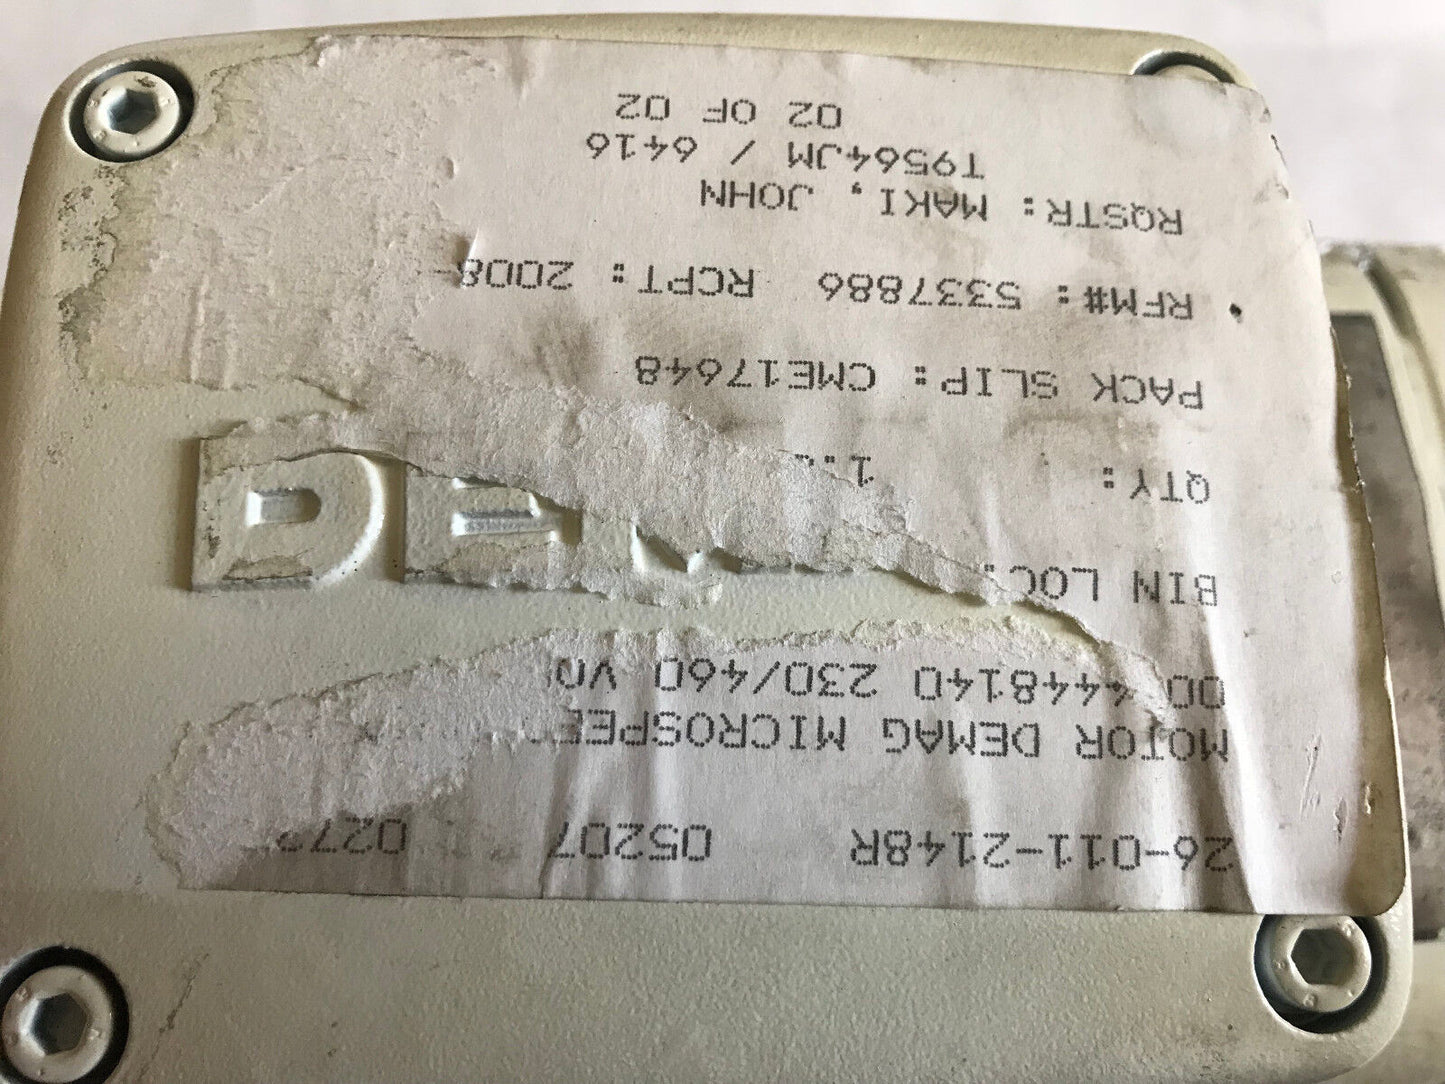 26-011-2148R 05207
MOTOR DEMAG MICROSPEE
4448140 230/460
BIN LOC:
QTY:
PACK SLIP: CME17648
RFM#: 5337886 RCPT: 2008-
RQSTR: MAKI, JOHN
T9564JM / 6416
02 OF 02